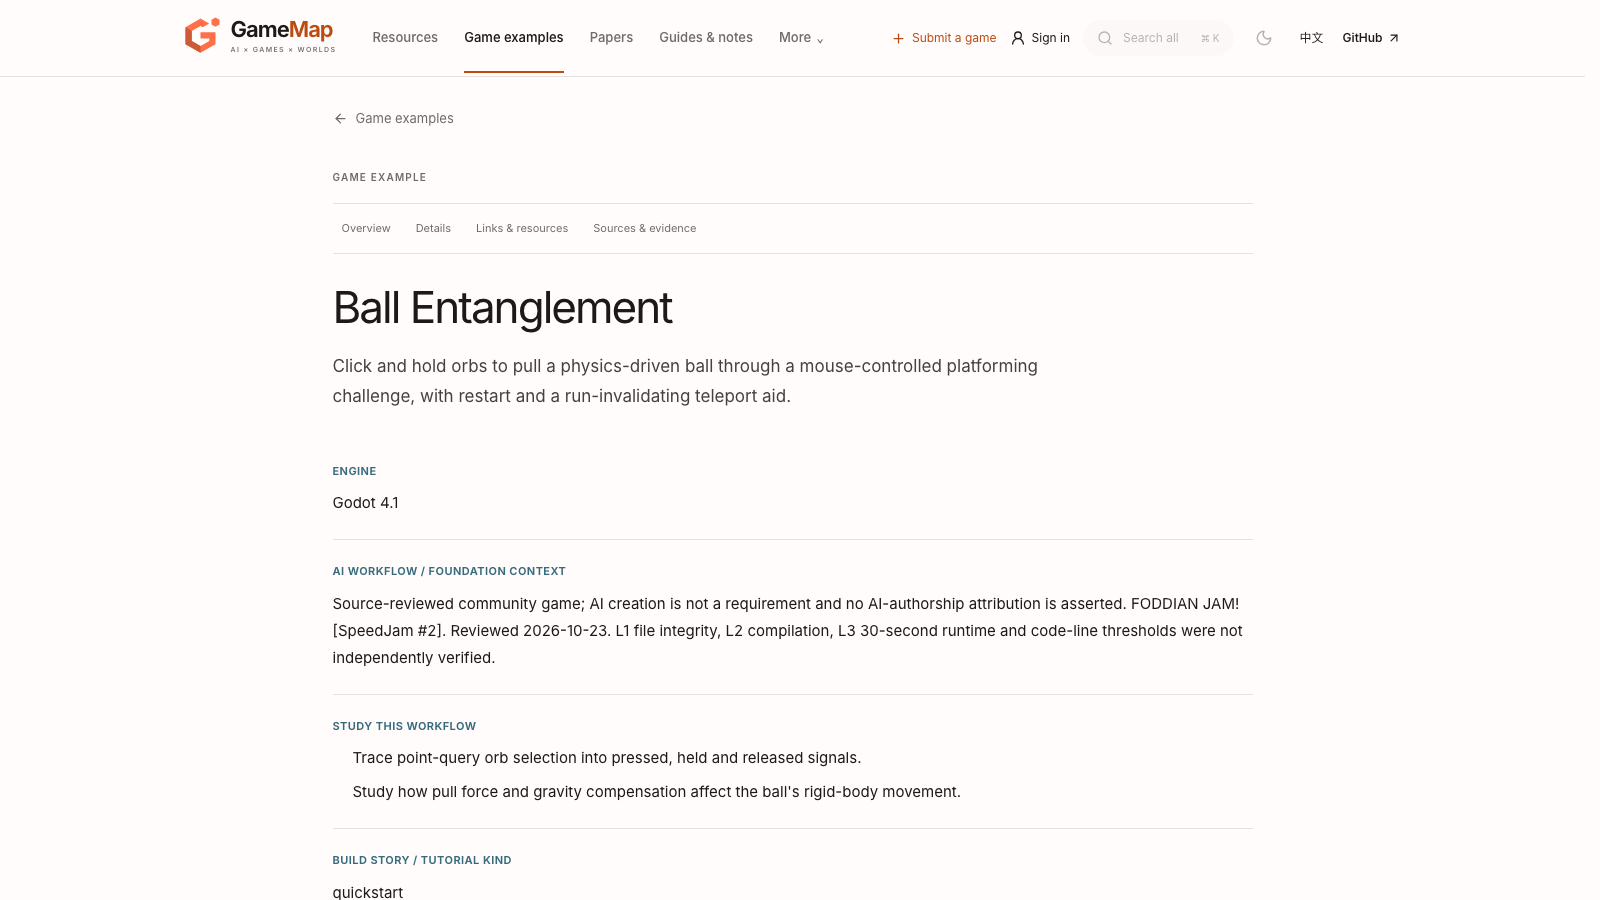 GameMap
AI × GAMES × WORLDS
Resources
Game examples
Papers
Guides & notes
More
Submit a game
Sign in
Search all
⌘ K
中文
GitHub
Game examples
GAME EXAMPLE
Overview
Details
Links & resources
Sources & evidence
Ball Entanglement
Click and hold orbs to pull a physics-driven ball through a mouse-controlled platforming
challenge, with restart and a run-invalidating teleport aid.
ENGINE
Godot 4.1
AI WORKFLOW / FOUNDATION CONTEXT
Source-reviewed community game; AI creation is not a requirement and no AI-authorship attribution is asserted. FODDIAN JAM!
[SpeedJam #2]. Reviewed 2026-10-23. L1 file integrity, L2 compilation, L3 30-second runtime and code-line thresholds were not
independently verified.
STUDY THIS WORKFLOW
Trace point-query orb selection into pressed, held and released signals.
Study how pull force and gravity compensation affect the ball's rigid-body movement.
BUILD STORY / TUTORIAL KIND
quickstart